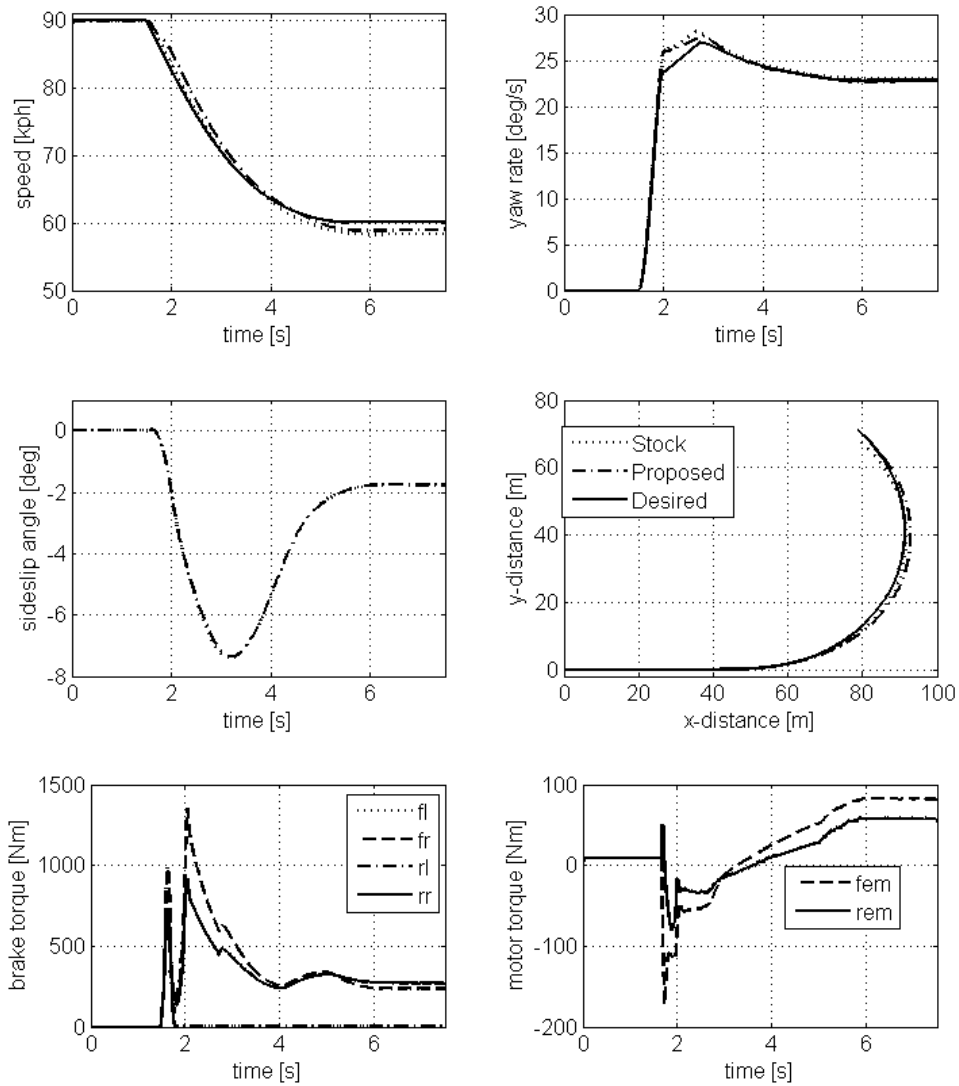 90
80
70
60
50
speed [kph]
0 2 4 6
time [s]
30
25
20
15
10
5
0
yaw rate [deg/s]
0 2 4 6
time [s]
0
-2
-4
-6
-8
sideslip angle [deg]
0 2 4 6
time [s]
80
60
40
20
0
y-distance [m]
Stock
Proposed
Desired
0 20 40 60 80 100
x-distance [m]
1500
1000
500
0
brake torque [Nm]
fl
fr
rl
rr
0 2 4 6
time [s]
100
0
-100
-200
motor torque [Nm]
fem
rem
0 2 4 6
time [s]